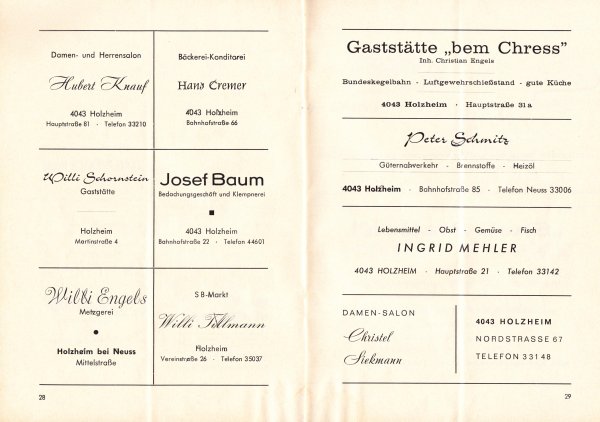 Damen- und Herrensalon
Hubert Knauf
4043 Holzheim
Hauptstraße 81 · Telefon 33210
Bäckerei-Konditorei
Hans Cremer
4043 Holzheim
Bahnhofstraße 66
Willi Schornstein
Gaststätte
Holzheim
Martinstraße 4
Josef Baum
Bedachungsgeschäft und Klempnerei
4043 Holzheim
Bahnhofstraße 22 · Telefon 44601
Willi Engels
Metzgerei
Holzheim bei Neuss
Mittelstraße
SB-Markt
Willi Tillmann
Holzheim
Vereinstraße 26 · Telefon 35037
28
Gaststätte „bem Chress”
Inh. Christian Engels
Bundeskegelbahn · Luftgewehrschießstand · gute Küche
4043 Holzheim · Hauptstraße 31a
Peter Schmitz
Güternahverkehr · Brennstoffe · Heizöl
4043 Holzheim · Bahnhofstraße 85 · Telefon Neuss 33006
Lebensmittel · Obst · Gemüse · Fisch
INGRID MEHLER
4043 HOLZHEIM · Hauptstraße 21 · Telefon 33142
DAMEN-SALON
Christel
Siekmann
4043 HOLZHEIM
NORDSTRASSE 67
TELEFON 33148
29